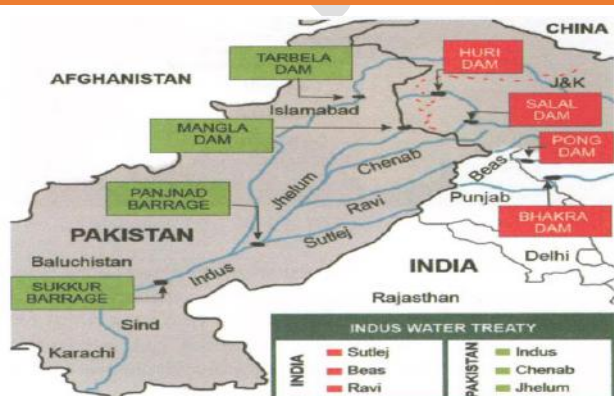 CHINA
HURI
DAM
TARBELA
DAM
AFGHANISTAN
J&K
Islamabad
SALAL
DAM
MANGLA
DAM
PONG
DAM
Chenab
Beas
PANJNAD
BARRAGE
Jhelum
Ravi
Punjab
BHAKRA
DAM
Sutlej
PAKISTAN
Delhi
Baluchistan
Indus
INDIA
SUKKUR
BARRAGE
Rajasthan
Sind
Karachi
INDUS WATER TREATY
INDIA
Sutlej
Beas
Ravi
PAKISTAN
Indus
Chenab
Jhelum